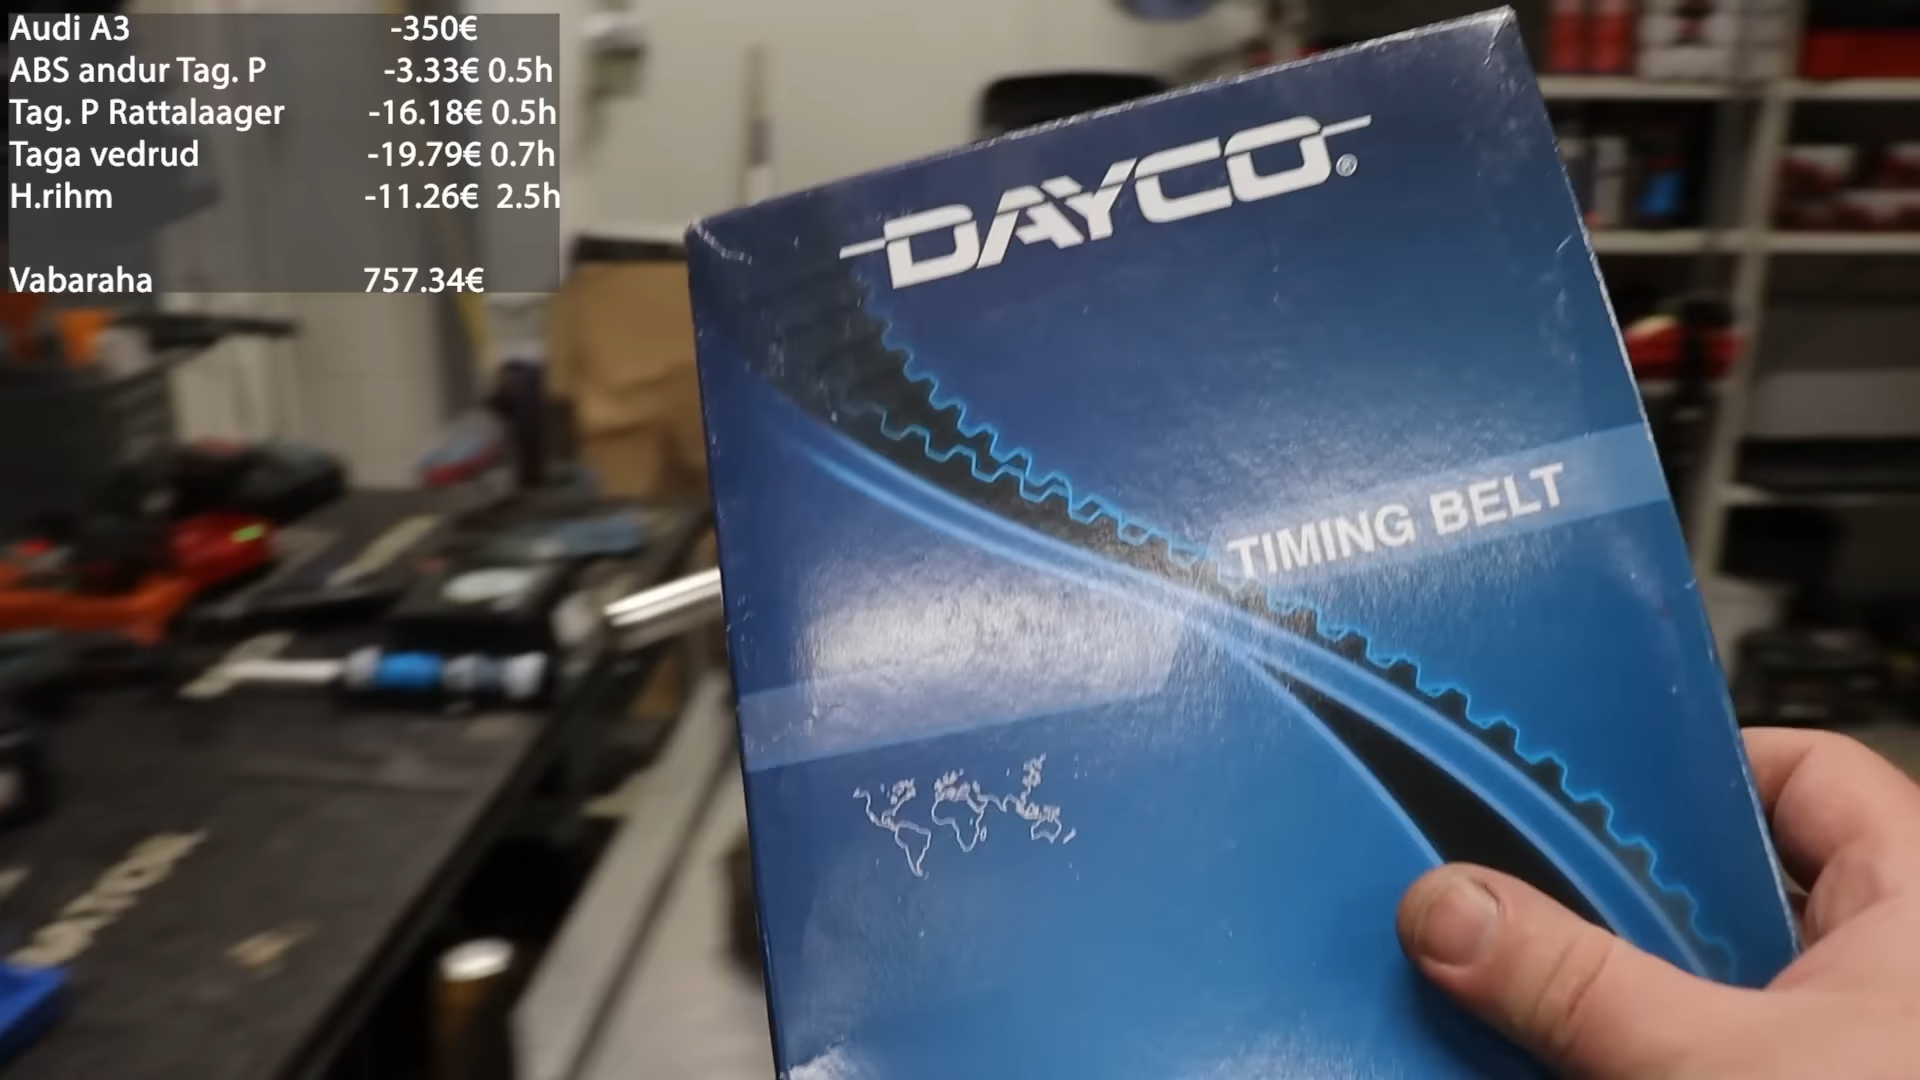 Audi A3 -350€
ABS andur Tag. P -3.33€ 0.5h
Tag. P Rattalaager -16.18€ 0.5h
Taga vedrud -19.79€ 0.7h
H.rihm -11.26€ 2.5h
Vabaraha 757.34€
DAYCO®
TIMING BELT